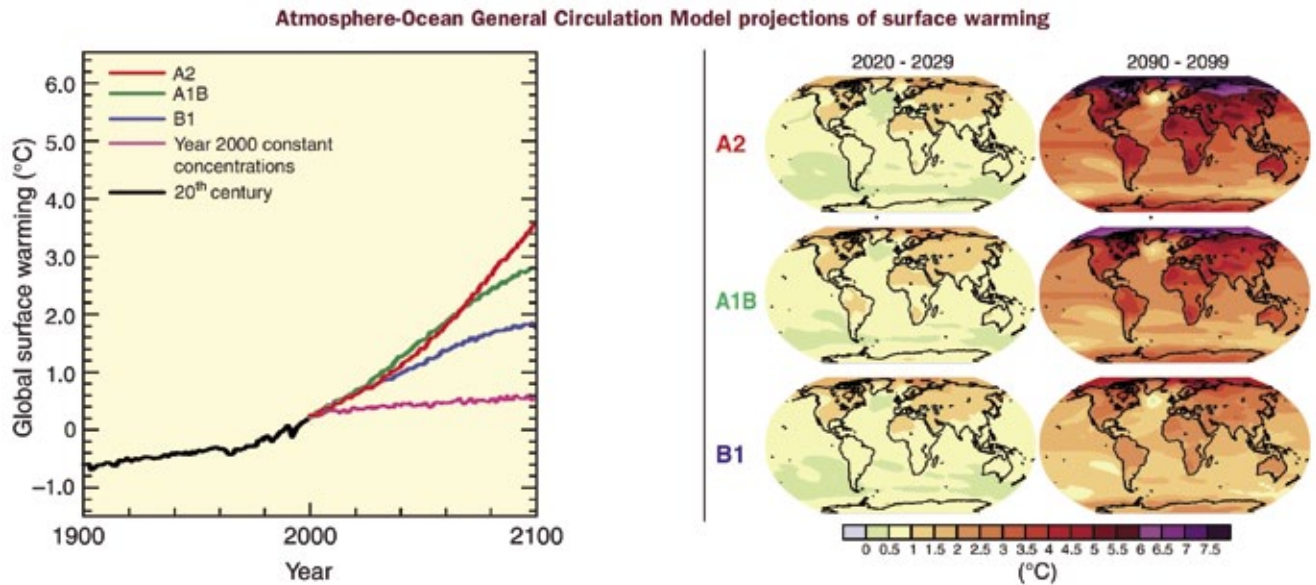 Atmosphere-Ocean General Circulation Model projections of surface warming
A2
A1B
B1
Year 2000 constant
concentrations
20th century
6.0
5.0
4.0
3.0
2.0
1.0
0
–1.0
Global surface warming (°C)
1900
2000
2100
Year
2020 - 2029
2090 - 2099
A2
A1B
B1
0 0.5 1 1.5 2 2.5 3 3.5 4 4.5 5 5.5 6 6.5 7 7.5
(°C)